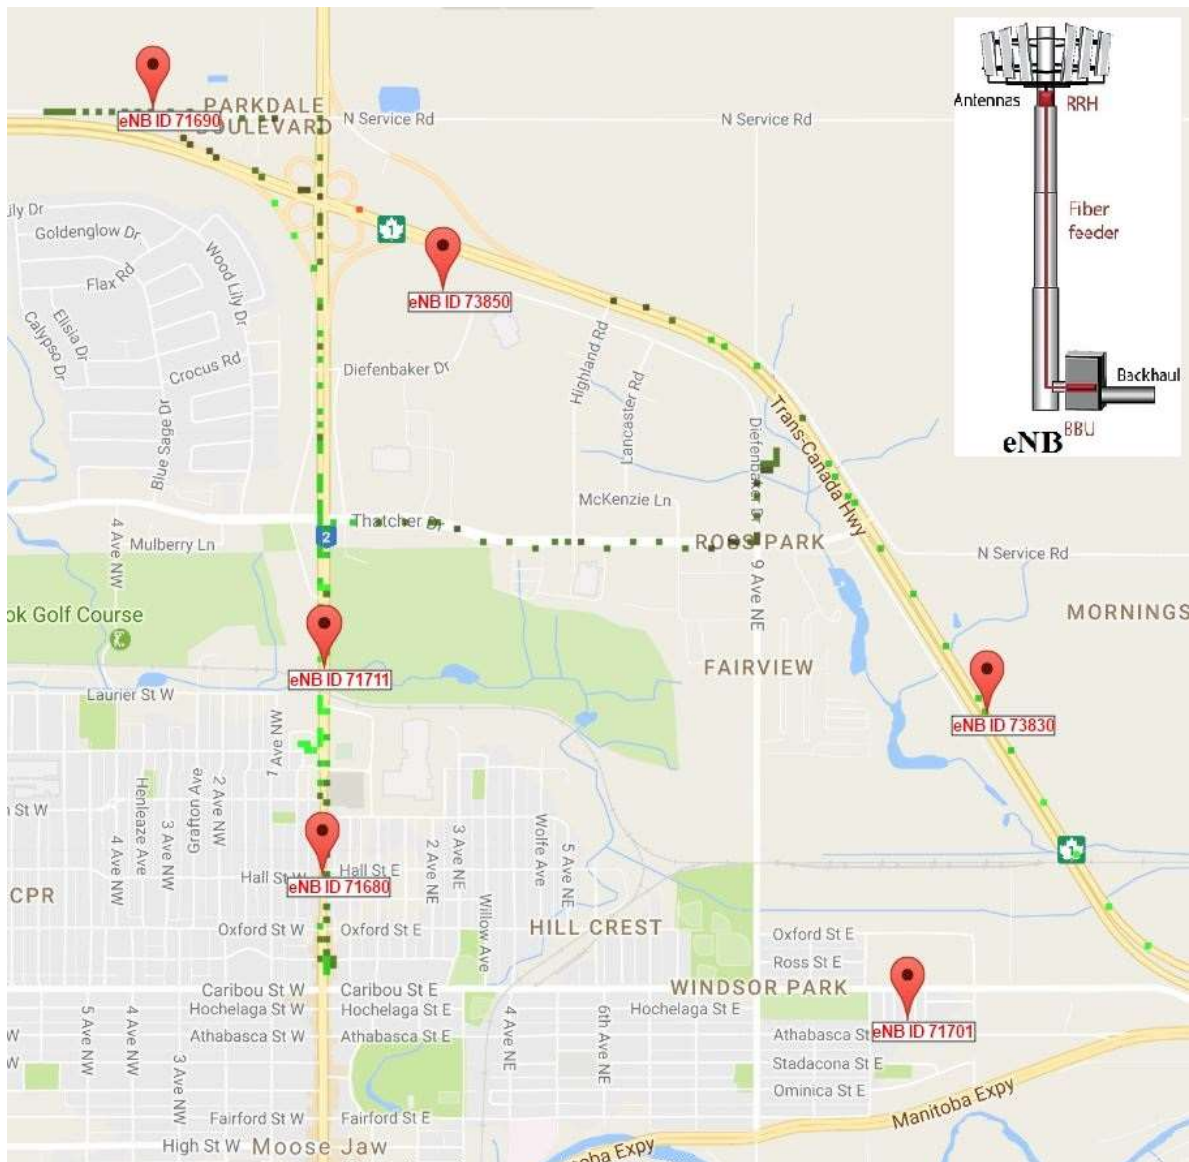 PARKDALE
BOULEVARD
eNB ID 71690
N Service Rd
N Service Rd
Antennas
RRH
Fiber
feeder
Backhaul
BBU
eNB
ily Dr
Goldenglow Dr
Wood Lily Dr
1
Flax Rd
Elisia Dr
Calypso Dr
eNB ID 73850
Crocus Rd
Diefenbaker Dr
Highland Rd
Lancaster Rd
Blue Sage Dr
Trans-Canada Hwy
Diefenbaker Dr
McKenzie Ln
Thatcher Dr
2
4 Ave NW
Mulberry Ln
ROSS PARK
N Service Rd
9 Ave NE
ok Golf Course
MORNINGS
FAIRVIEW
eNB ID 71711
Laurier St W
1 Ave NW
eNB ID 73830
2 Ave NW
Grafton Ave
Henleaze Ave
3 Ave NW
4 Ave NW
n St W
Wolfe Ave
3 Ave NE
2 Ave NE
5 Ave NE
1
Hall St W
Hall St E
eNB ID 71680
CPR
Willow Ave
Oxford St W
Oxford St E
HILL CREST
Oxford St E
Ross St E
Caribou St W
Caribou St E
WINDSOR PARK
Hochelaga St W
Hochelaga St E
Hochelaga St E
5 Ave NW
4 Ave NW
4 Ave NE
6th Ave NE
W
Athabasca St W
Athabasca St E
Athabasca St
eNB ID 71701
W
3 Ave NW
Stadacona St E
Ominica St E
Fairford St W
Fairford St E
Manitoba Expy
High St W
Moose Jaw
oba Expy